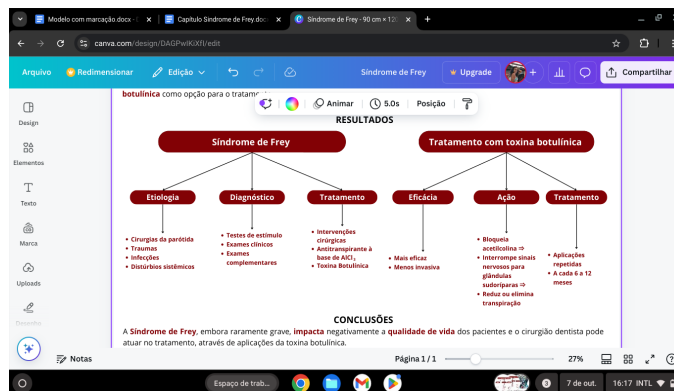 Modelo com marcação.docx -
Capítulo Síndrome de Frey.doc
Síndrome de Frey - 90 cm × 12
canva.com/design/DAGPwIKiXfI/edit
Arquivo
Redimensionar
Edição
Síndrome de Frey
Upgrade
Compartilhar
botulínica como opção para o tratamento
Animar
5.0s
Posição
Design
Elementos
Texto
Marca
Uploads
Desenho
RESULTADOS
Síndrome de Frey
Tratamento com toxina botulínica
Etiologia
Diagnóstico
Tratamento
Eficácia
Ação
Tratamento
• Cirurgias da parótida
• Traumas
• Infecções
• Distúrbios sistêmicos
• Testes de estímulo
• Exames clínicos
• Exames
complementares
• Intervenções
cirúrgicas
• Antitranspirante à
base de AlCl₃
• Toxina Botulínica
• Mais eficaz
• Menos invasiva
• Bloqueia
acetilcolina ⇒
• Interrompe sinais
nervosos para
glândulas
sudoríparas ⇒
• Reduz ou elimina
transpiração
• Aplicações
repetidas
• A cada 6 a 12
meses
CONCLUSÕES
A Síndrome de Frey, embora raramente grave, impacta negativamente a qualidade de vida dos pacientes e o cirurgião dentista pode
atuar no tratamento, através de aplicações da toxina botulínica.
Notas
Página 1 / 1
27%
Espaço de trab...
3
7 de out.
16:17 INTL